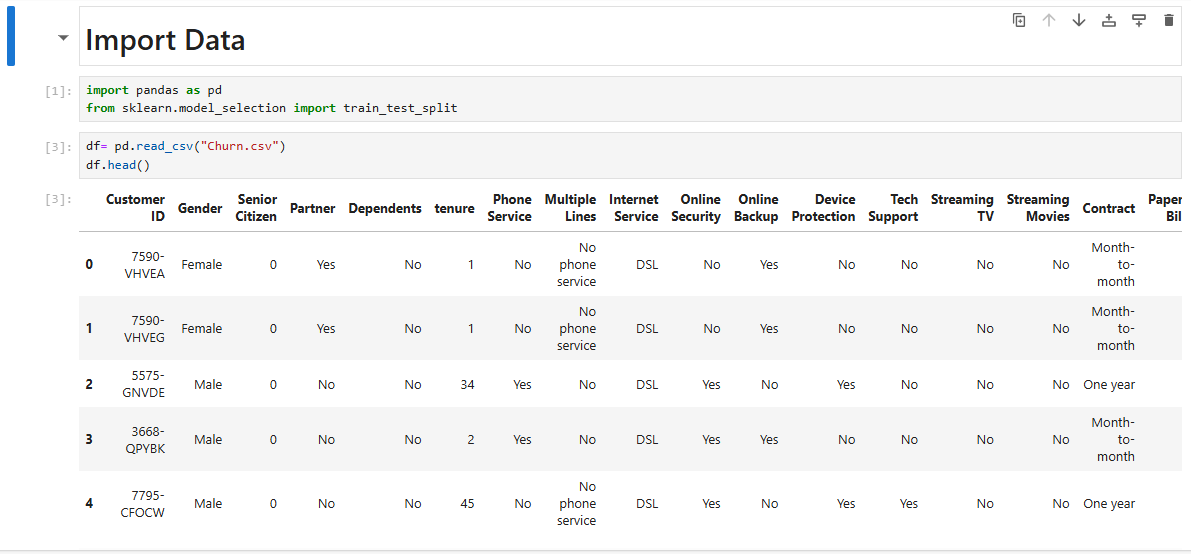 Import Data
[1]:
import pandas as pd
from sklearn.model_selection import train_test_split
[3]:
df= pd.read_csv("Churn.csv")
df.head()
[3]:
Customer ID Gender Senior Citizen Partner Dependents tenure Phone Service Multiple Lines Internet Service Online Security Online Backup Device Protection Tech Support Streaming TV Streaming Movies Contract Paper Bil
0 7590-VHVEA Female 0 Yes No 1 No No phone service DSL No Yes No No No No Month-to-month
1 7590-VHVEG Female 0 Yes No 1 No No phone service DSL No Yes No No No No Month-to-month
2 5575-GNVDE Male 0 No No 34 Yes No DSL Yes No Yes No No No One year
3 3668-QPYBK Male 0 No No 2 Yes No DSL Yes Yes No No No No Month-to-month
4 7795-CFOCW Male 0 No No 45 No No phone service DSL Yes No Yes Yes No No One year